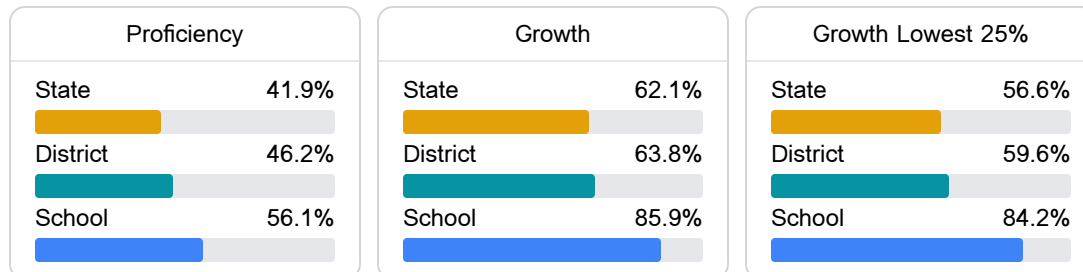 Proficiency
State 41.9%
District 46.2%
School 56.1%
Growth
State 62.1%
District 63.8%
School 85.9%
Growth Lowest 25%
State 56.6%
District 59.6%
School 84.2%